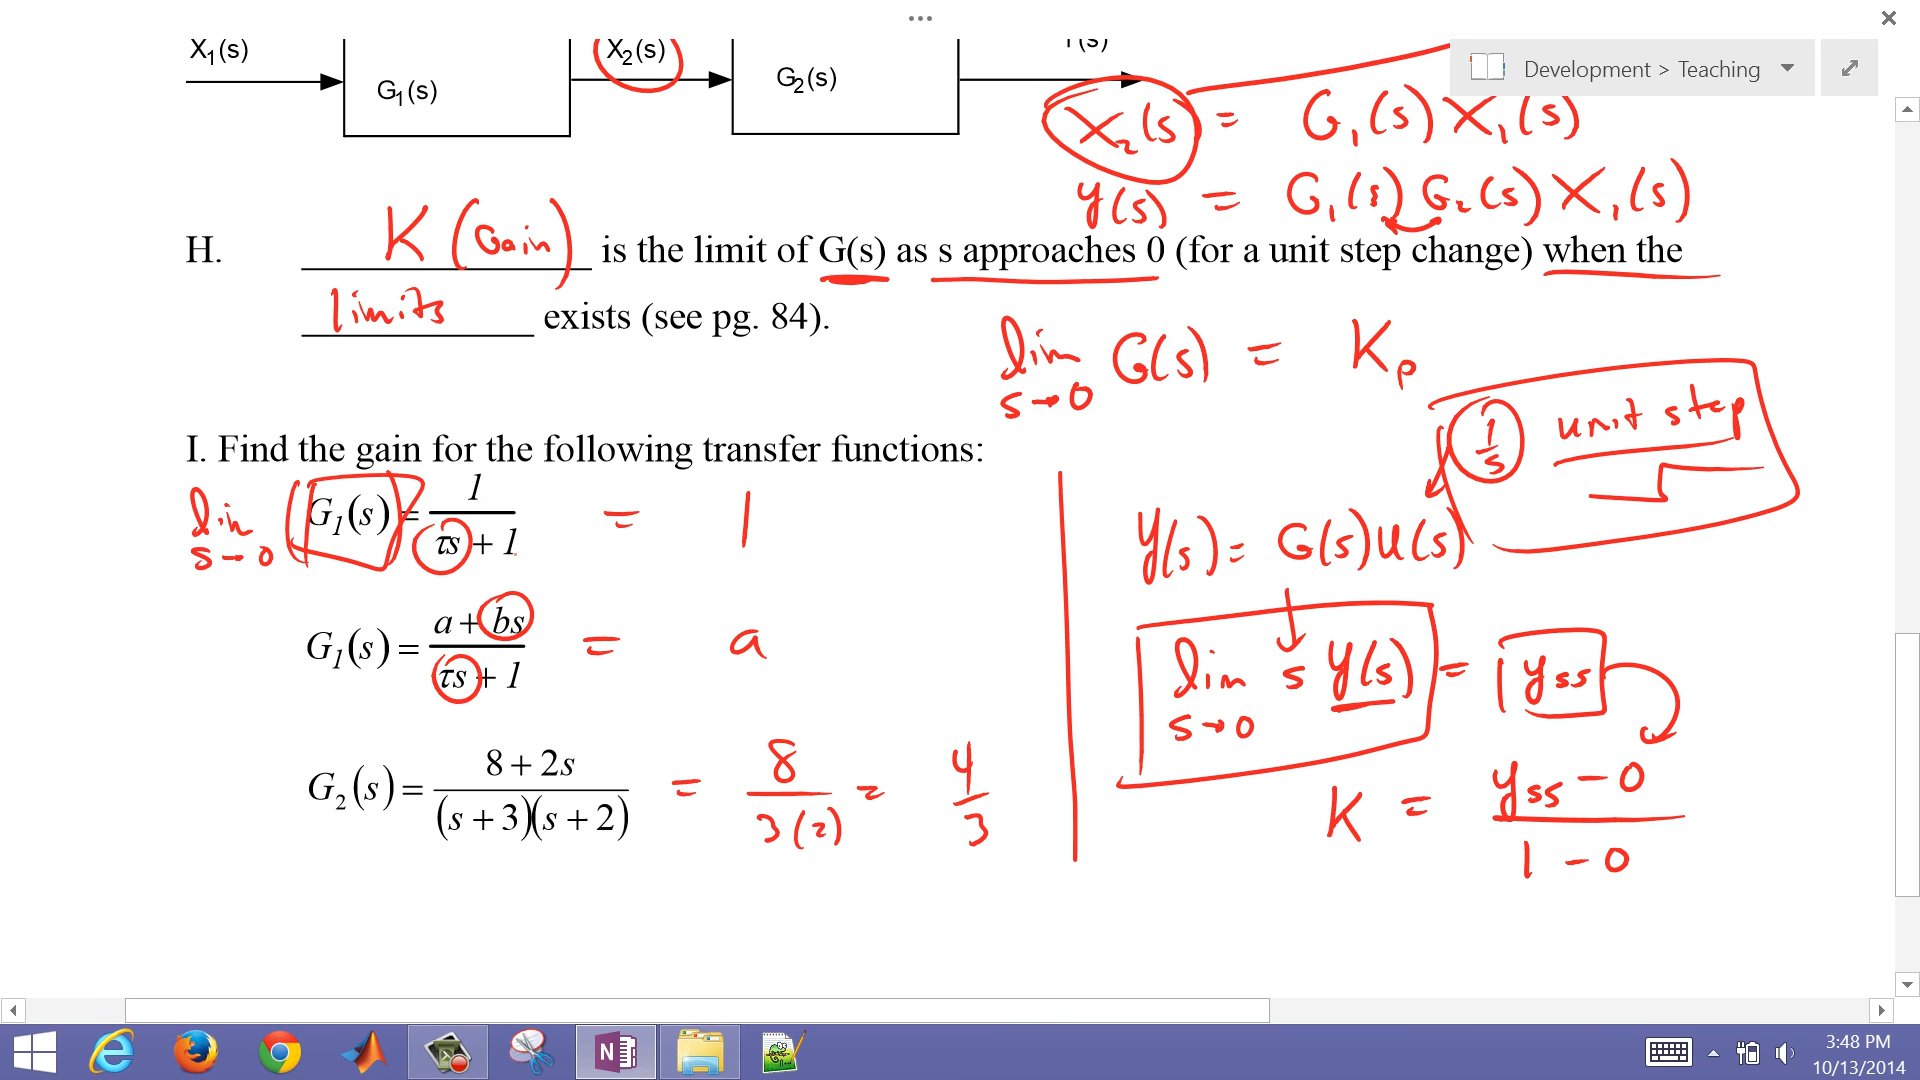 X1(s)
X2(s)
G1(s)
G2(s)
Development > Teaching
X2(s) = G1(s) X1(s)
y(s) = G1(s) G2(s) X1(s)
H. K (Gain) is the limit of G(s) as s approaches 0 (for a unit step change) when the
limits exists (see pg. 84).
lim s→0 G(s) = Kp
1/s unit step
I. Find the gain for the following transfer functions:
lim s→0 G1(s) = 1/(τs + 1) = 1
y(s) = G(s)U(s)
G1(s) = (a + bs)/(τs + 1) = a
lim s→0 s y(s) = yss
G2(s) = (8 + 2s)/((s + 3)(s + 2)) = 8/(3(2)) = 4/3
K = (yss - 0)/(1 - 0)
N
3:48 PM
10/13/2014